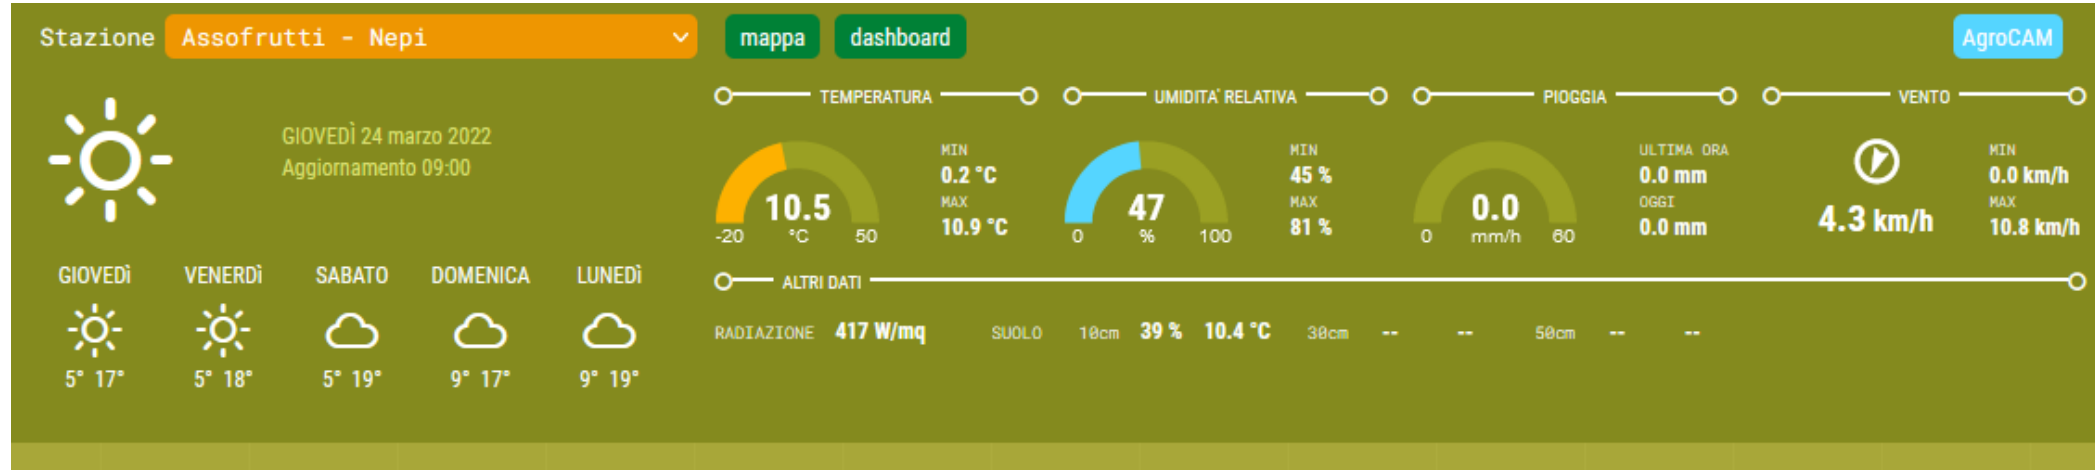 Stazione Assofrutti - Nepi mappa dashboard AgroCAM
GIOVEDÌ 24 marzo 2022
Aggiornamento 09:00
GIOVEDÌ VENERDÌ SABATO DOMENICA LUNEDÌ
5° 17° 5° 18° 5° 19° 9° 17° 9° 19°
TEMPERATURA
10.5
-20 °C 50
MIN
0.2 °C
MAX
10.9 °C
UMIDITA' RELATIVA
47
0 % 100
MIN
45 %
MAX
81 %
PIOGGIA
0.0
0 mm/h 60
ULTIMA ORA
0.0 mm
OGGI
0.0 mm
VENTO
4.3 km/h
MIN
0.0 km/h
MAX
10.8 km/h
ALTRI DATI
RADIAZIONE 417 W/mq SUOLO 10cm 39 % 10.4 °C 30cm -- -- 50cm -- --